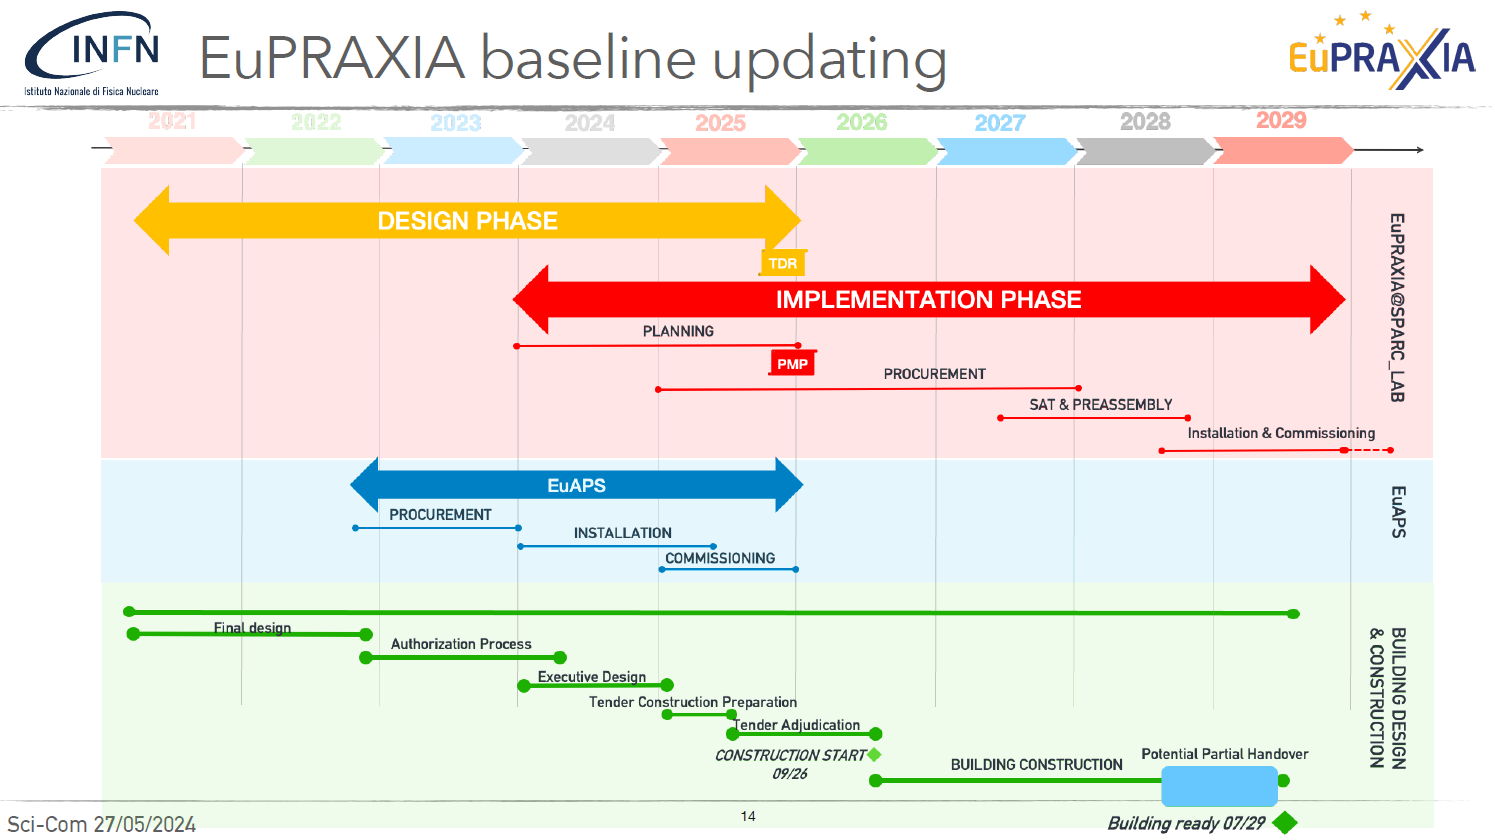 INFN
Istituto Nazionale di Fisica Nucleare
EuPRAXIA baseline updating
EuPRAXIA
2021 2022 2023 2024 2025 2026 2027 2028 2029
DESIGN PHASE
TDR
IMPLEMENTATION PHASE
PLANNING
PMP
PROCUREMENT
SAT & PREASSEMBLY
Installation & Commissioning
EuPRAXIA@SPARC_LAB
EuAPS
PROCUREMENT
INSTALLATION
COMMISSIONING
EuAPS
Final design
Authorization Process
Executive Design
Tender Construction Preparation
Tender Adjudication
CONSTRUCTION START
09/26
BUILDING CONSTRUCTION
Potential Partial Handover
Building ready 07/29
BUILDING DESIGN
& CONSTRUCTION
Sci-Com 27/05/2024
14